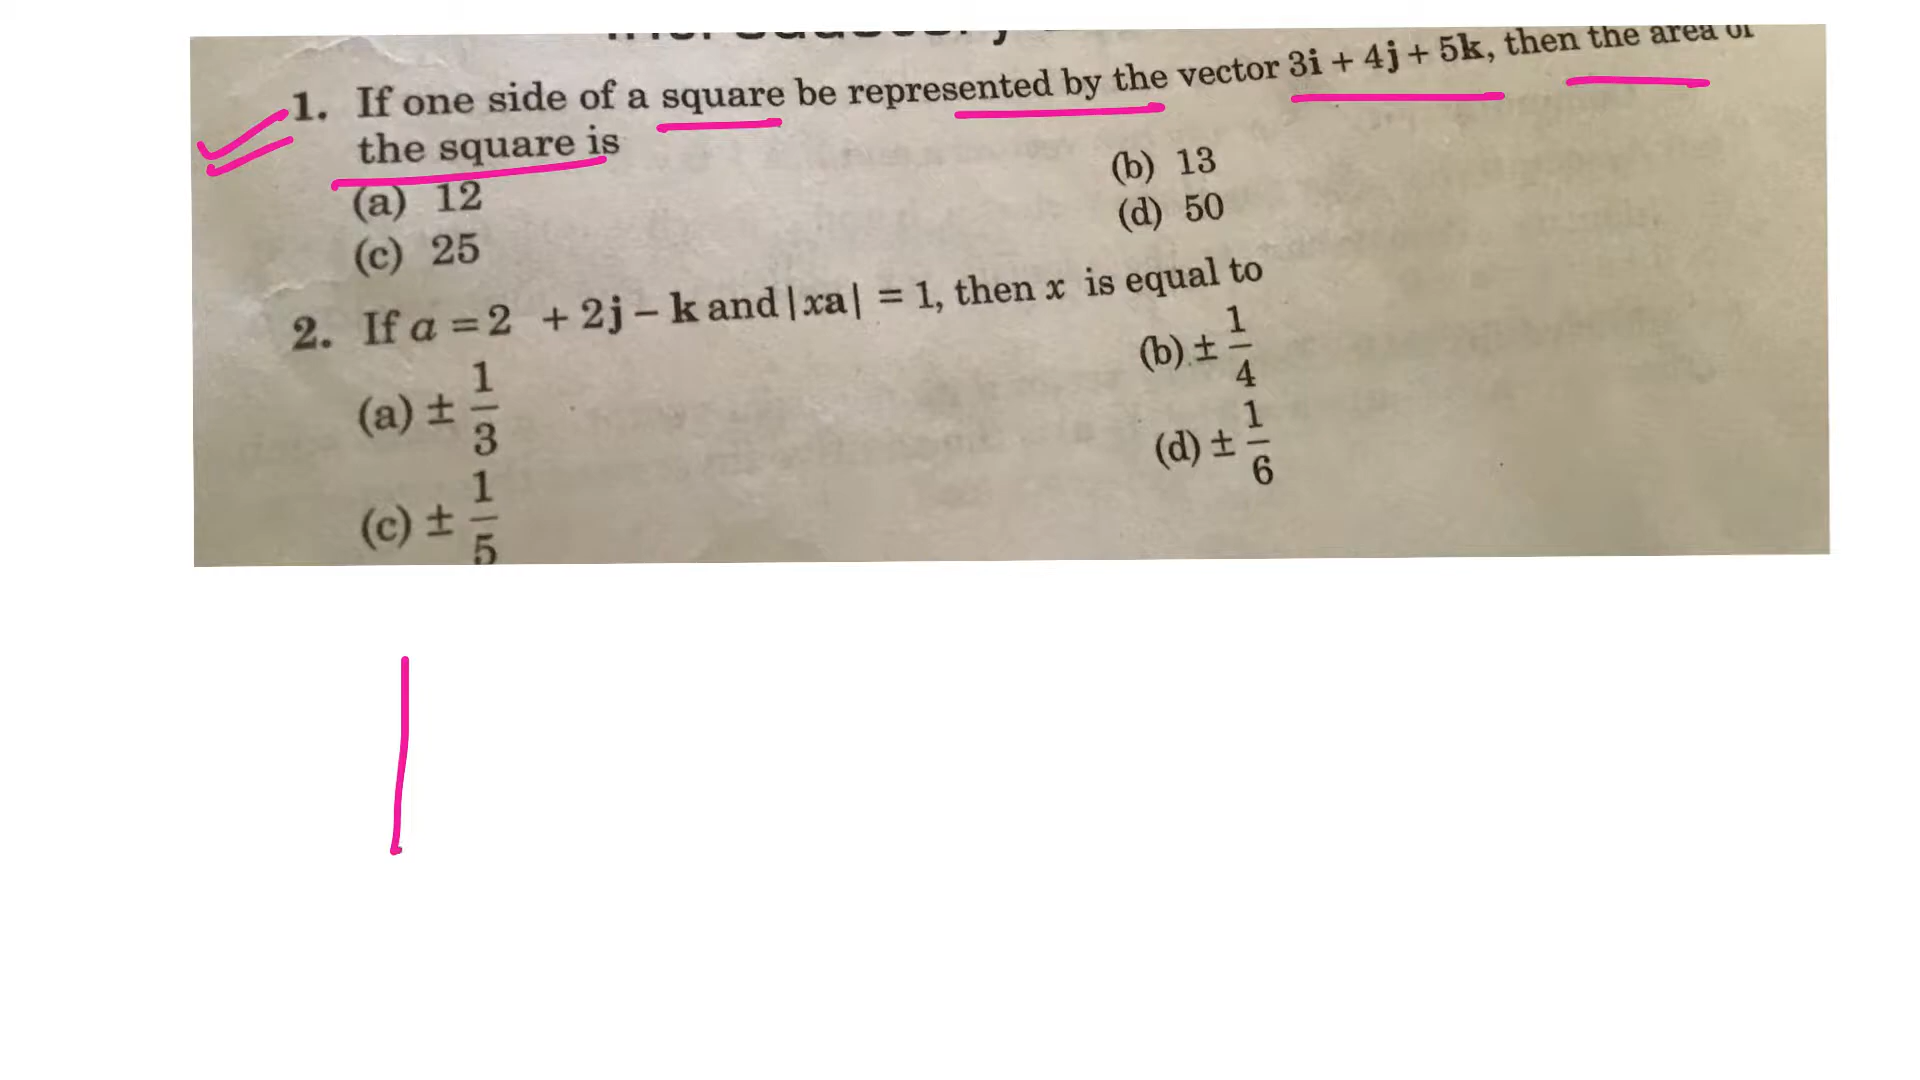 1. If one side of a square be represented by the vector 3i + 4j + 5k, then the area of
the square is
(a) 12 (b) 13
(c) 25 (d) 50
2. If a = 2 + 2j – k and |xa| = 1, then x is equal to
(a) ± 1/3 (b) ± 1/4
(c) ± 1/5 (d) ± 1/6